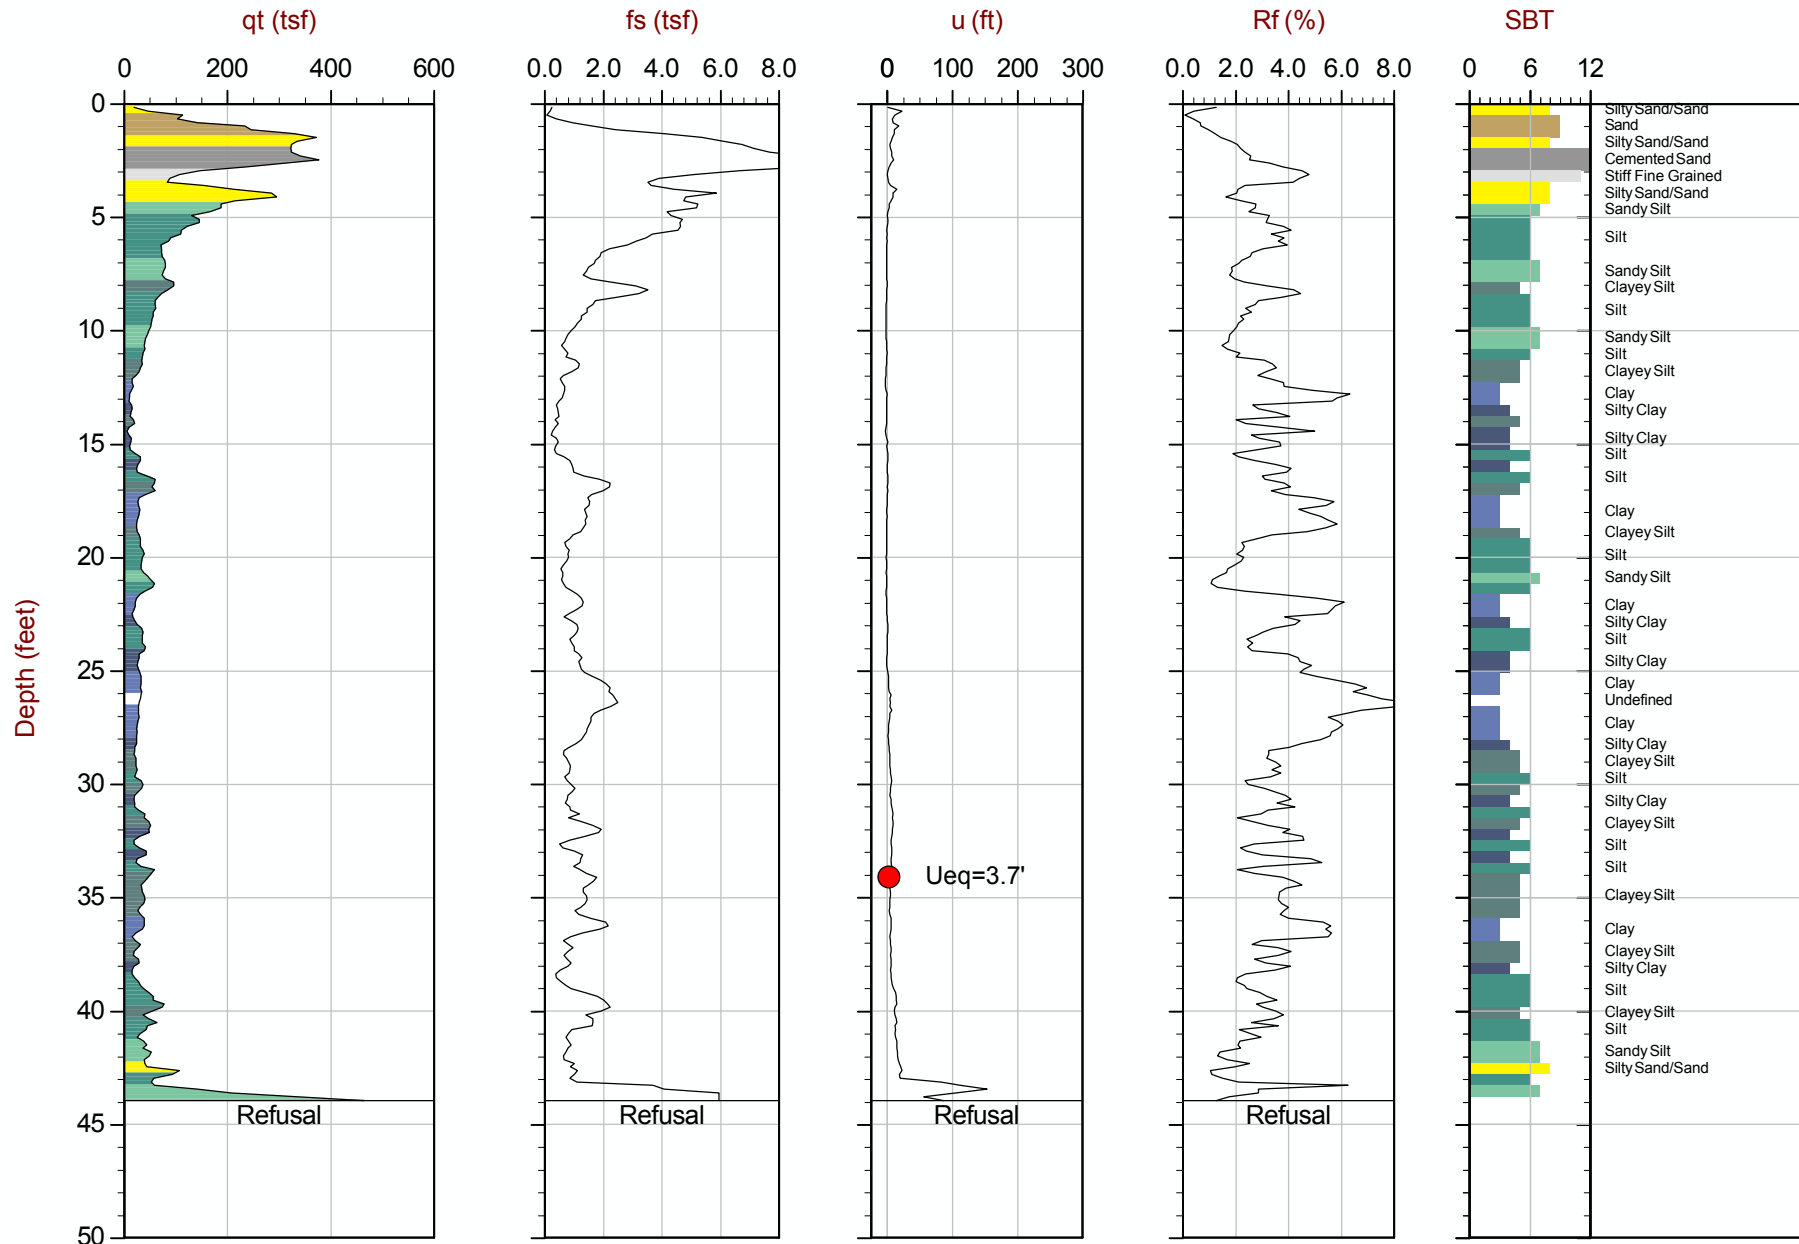 qt (tsf) fs (tsf) u (ft) Rf (%) SBT
0 200 400 600 0.0 2.0 4.0 6.0 8.0 0 100 200 300 0.0 2.0 4.0 6.0 8.0 0 6 12
0
Silty Sand/Sand
Sand
Silty Sand/Sand
Cemented Sand
Stiff Fine Grained
Silty Sand/Sand
Sandy Silt
5
Silt
Sandy Silt
Clayey Silt
Silt
10
Sandy Silt
Silt
Clayey Silt
Clay
Silty Clay
Silty Clay
15
Silt
Silt
Clay
Clayey Silt
Silt
20
Sandy Silt
Clay
Silty Clay
Silt
Silty Clay
25
Clay
Undefined
Clay
Silty Clay
Clayey Silt
Silt
30
Silty Clay
Clayey Silt
Silt
Silt
Ueq=3.7'
Clayey Silt
35
Clay
Clayey Silt
Silty Clay
Silt
40
Clayey Silt
Silt
Sandy Silt
Silty Sand/Sand
Refusal Refusal Refusal Refusal
45
50
Depth (feet)